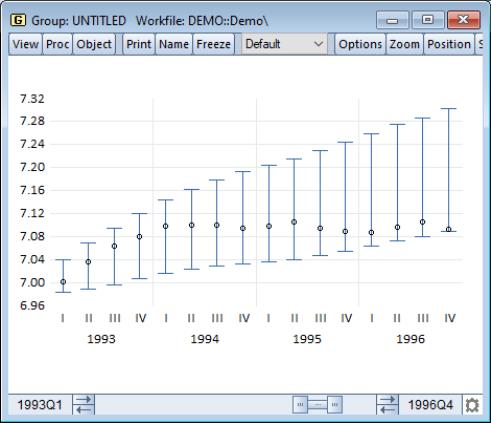 G Group: UNTITLED Workfile: DEMO::Demo\
View Proc Object Print Name Freeze Default Options Zoom Position S
7.32
7.28
7.24
7.20
7.16
7.12
7.08
7.04
7.00
6.96
I II III IV I II III IV I II III IV I II III IV
1993 1994 1995 1996
1993Q1 1996Q4